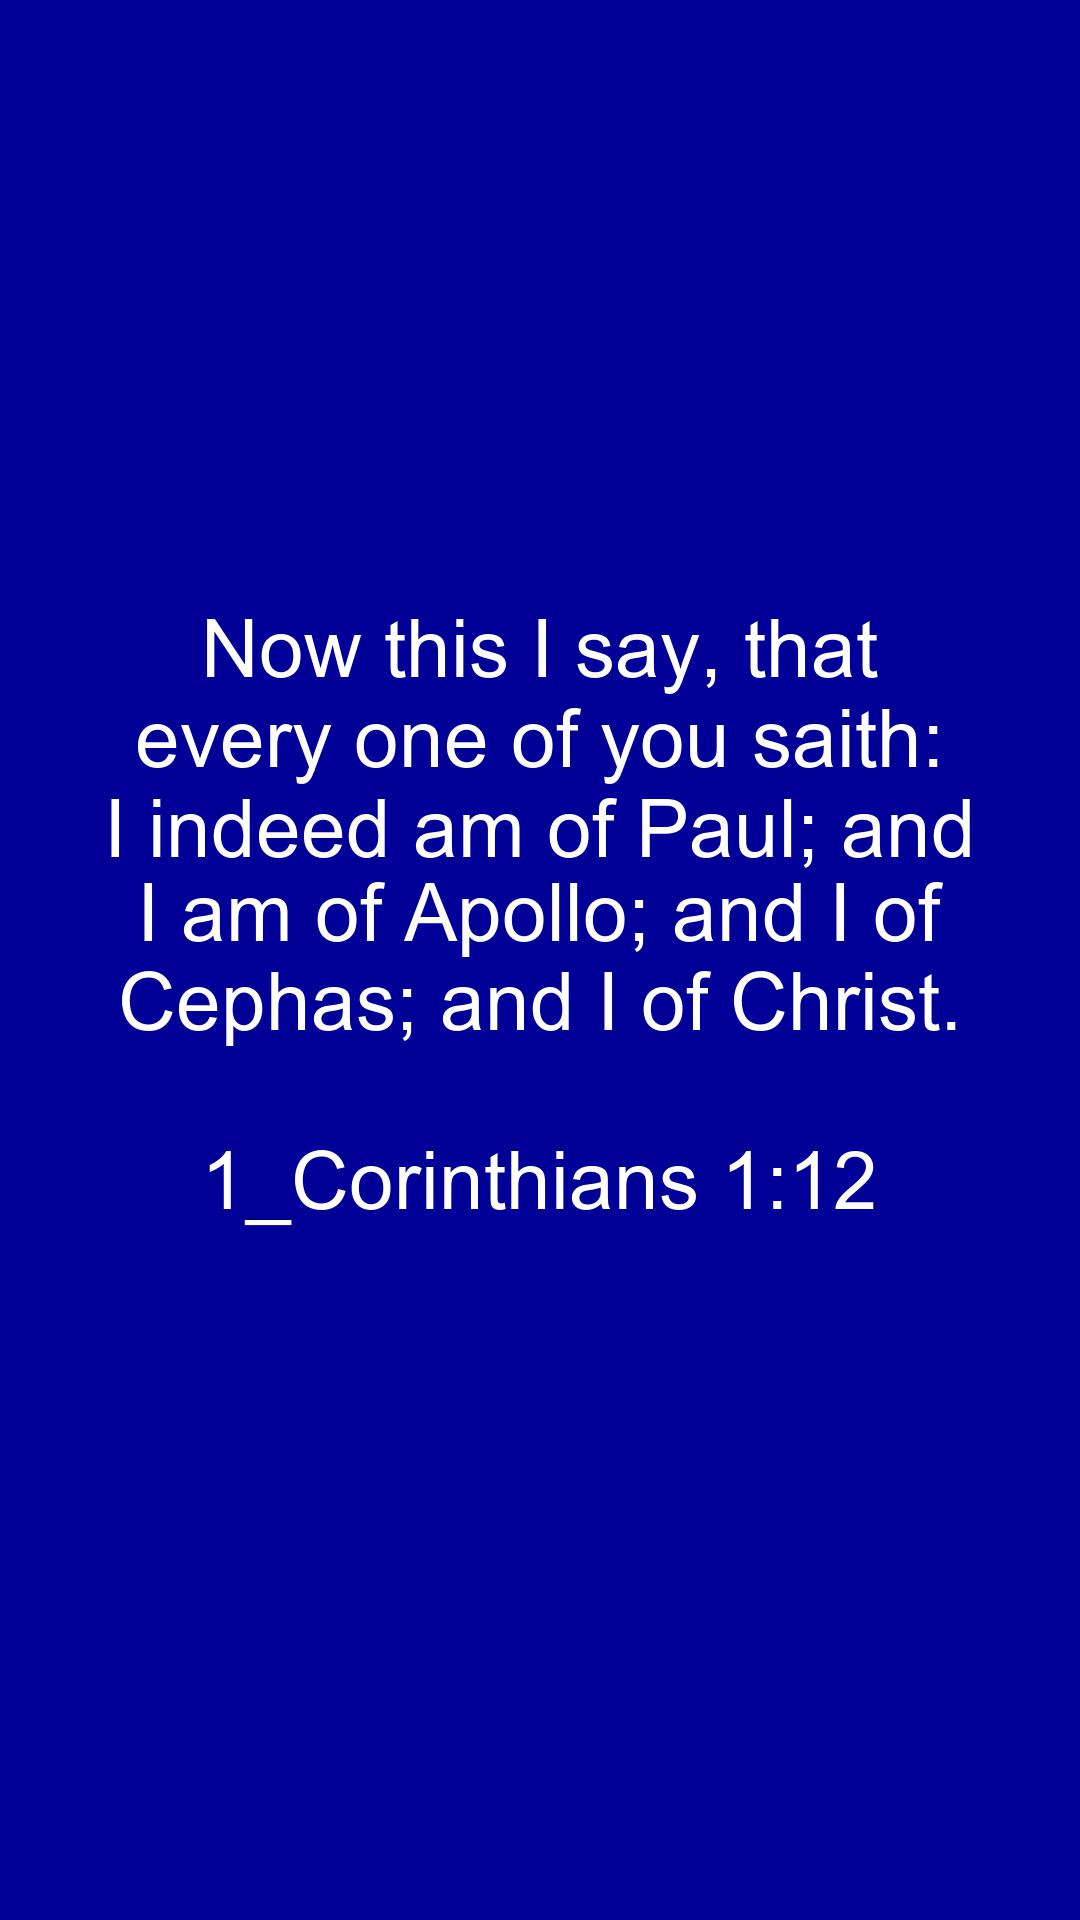 Now this I say, that
every one of you saith:
I indeed am of Paul; and
I am of Apollo; and I of
Cephas; and I of Christ.
1_Corinthians 1:12